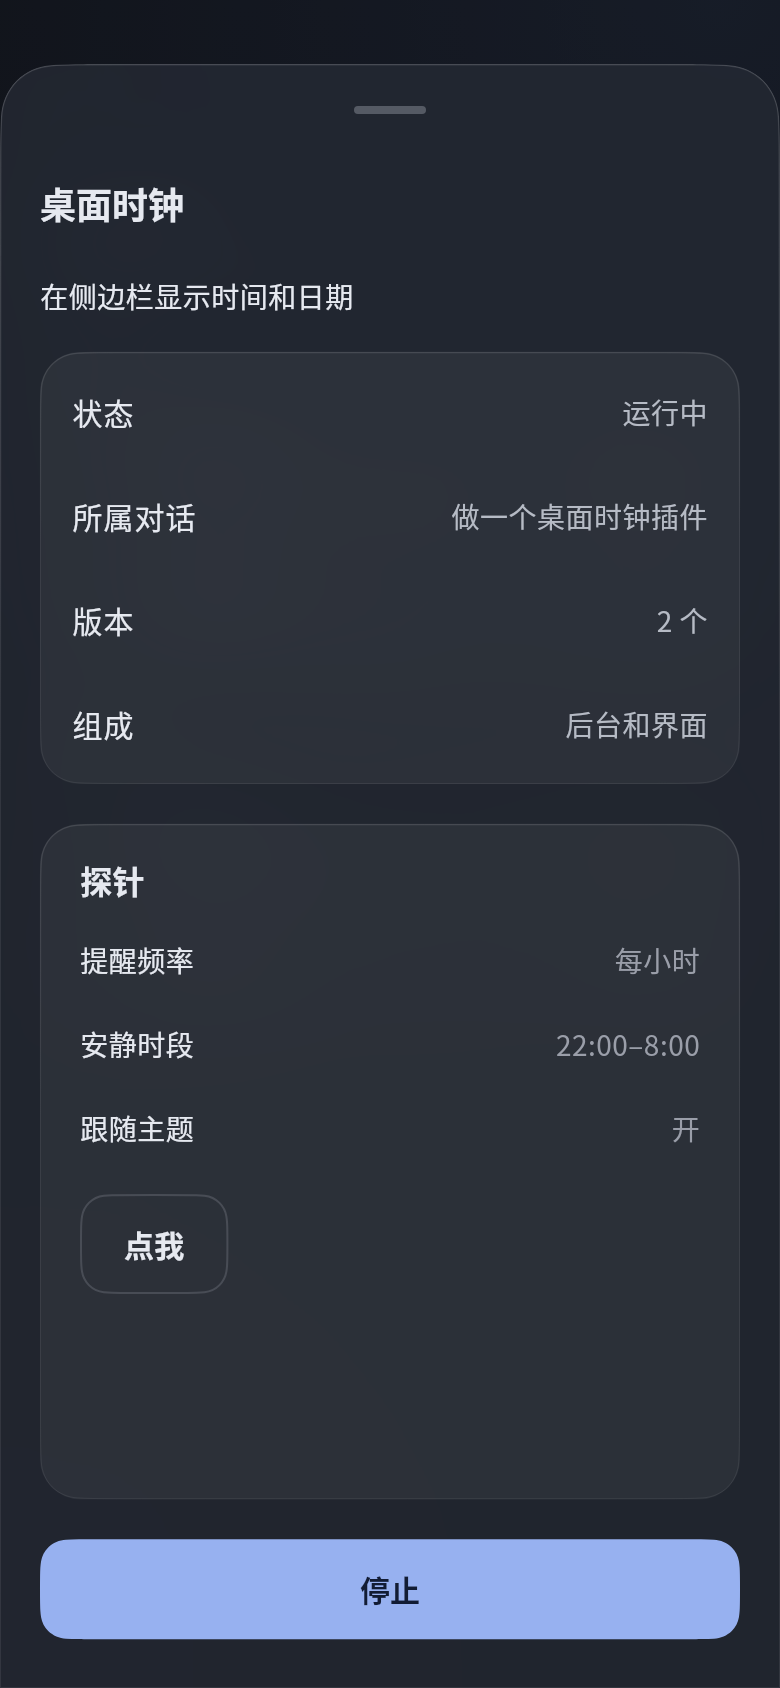 桌面时钟
在侧边栏显示时间和日期
状态 运行中
所属对话 做一个桌面时钟插件
版本 2 个
组成 后台和界面
探针
提醒频率 每小时
安静时段 22:00–8:00
跟随主题 开
点我
停止